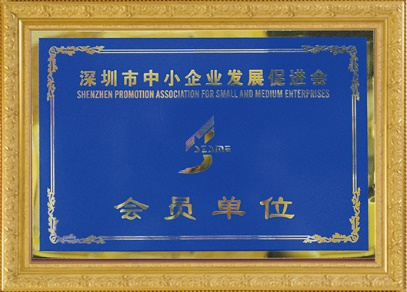 深圳市中小企业发展促进会
SHENZHEN PROMOTION ASSOCIATION FOR SMALL AND MEDIUM ENTERPRISES
SZSME
会员单位